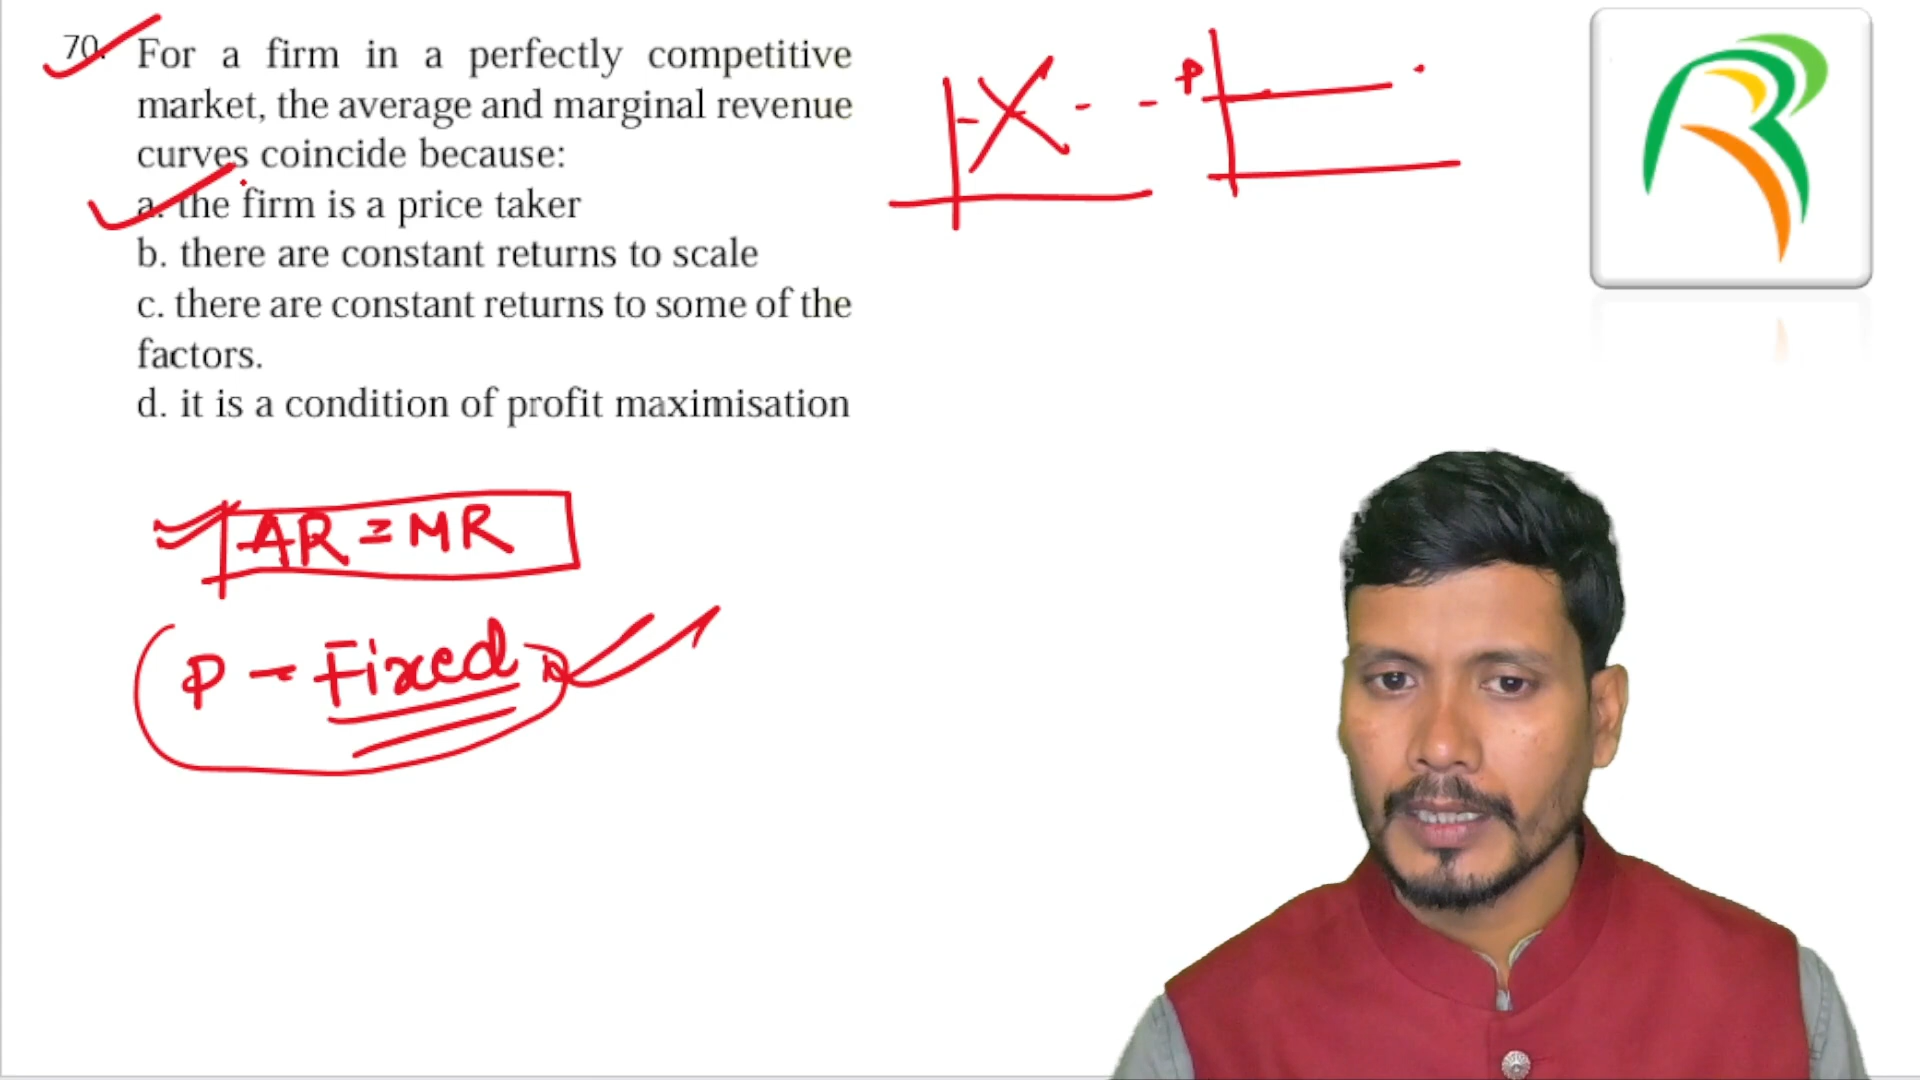 70. For a firm in a perfectly competitive
market, the average and marginal revenue
curves coincide because:
a. the firm is a price taker
b. there are constant returns to scale
c. there are constant returns to some of the
factors.
d. it is a condition of profit maximisation
P
AR = MR
P - Fixed